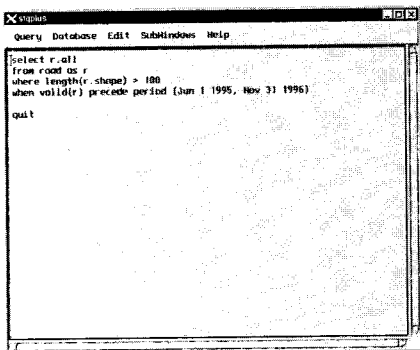 stqplus
Query Database Edit SubWindows Help
select r.all
from road as r
where length(r.shape) > 100
when valid(r) precede period [Jun 1 1995, Nov 31 1996)
quit